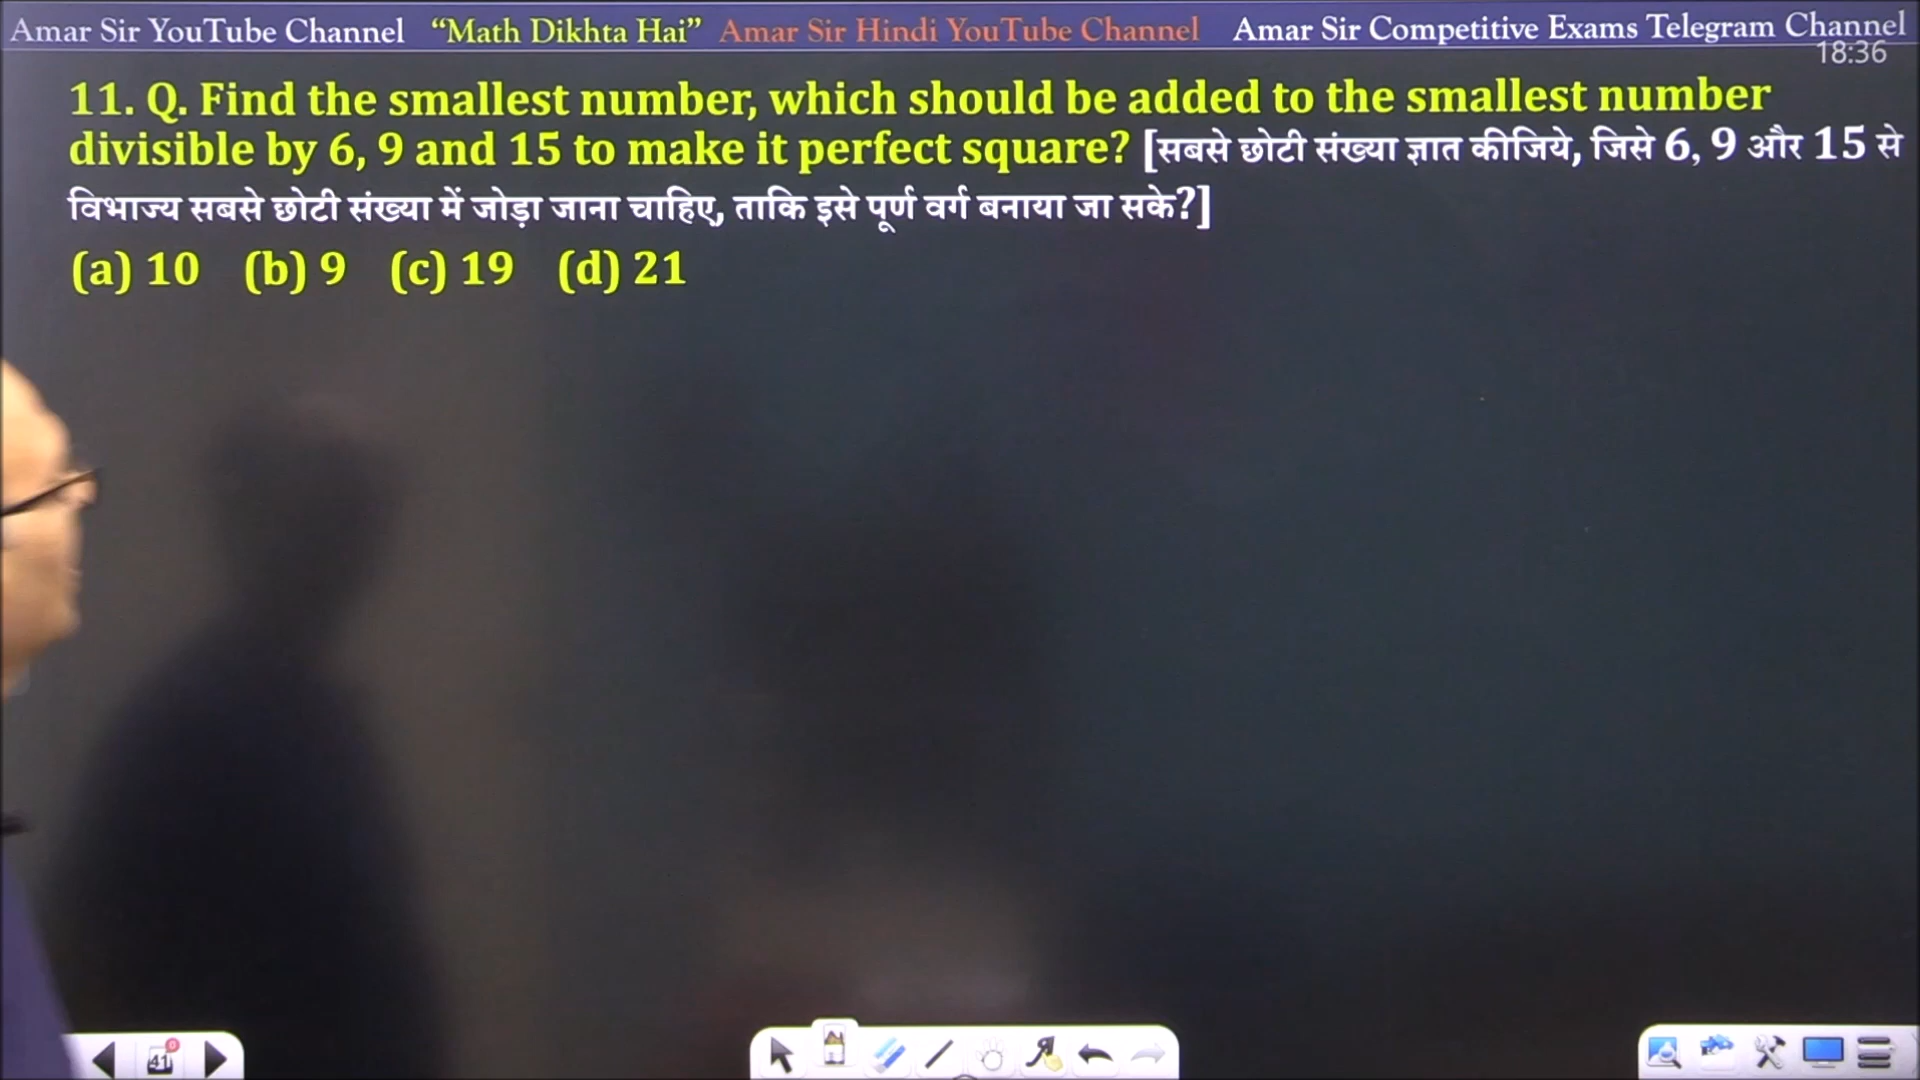 Amar Sir YouTube Channel “Math Dikhta Hai” Amar Sir Hindi YouTube Channel Amar Sir Competitive Exams Telegram Channel
18:36
11. Q. Find the smallest number, which should be added to the smallest number
divisible by 6, 9 and 15 to make it perfect square? [सबसे छोटी संख्या ज्ञात कीजिये, जिसे 6, 9 और 15 से
विभाज्य सबसे छोटी संख्या में जोड़ा जाना चाहिए, ताकि इसे पूर्ण वर्ग बनाया जा सके?]
(a) 10 (b) 9 (c) 19 (d) 21
41
0